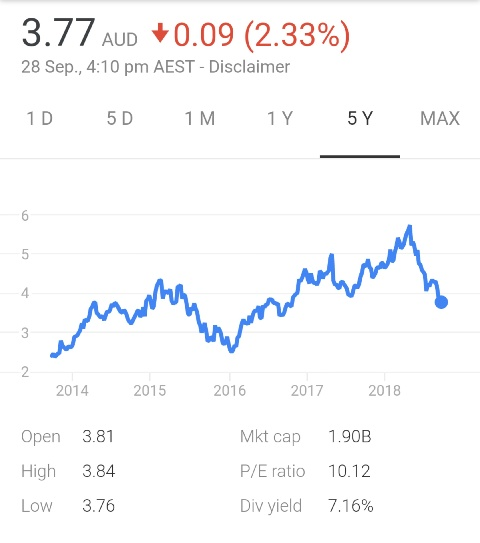 3.77 AUD ↓0.09 (2.33%)
28 Sep., 4:10 pm AEST - Disclaimer
1 D 5 D 1 M 1 Y 5 Y MAX
6
5
4
3
2
2014 2015 2016 2017 2018
Open 3.81 Mkt cap 1.90B
High 3.84 P/E ratio 10.12
Low 3.76 Div yield 7.16%